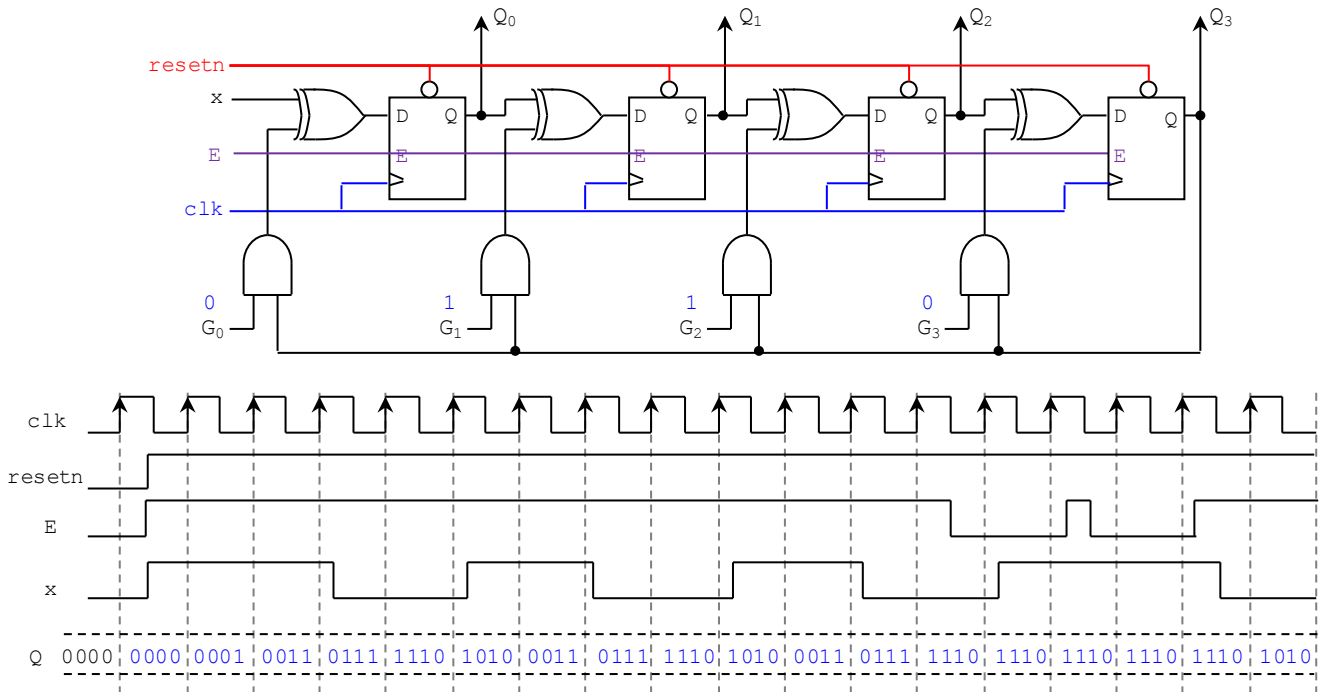 Q0 Q1 Q2 Q3
resetn
x
D Q D Q D Q D Q
E E E E E
clk
0 1 1 0
G0 G1 G2 G3
clk
resetn
E
x
Q 0000 0000 0001 0011 0111 1110 1010 0011 0111 1110 1010 0011 0111 1110 1110 1110 1110 1110 1010